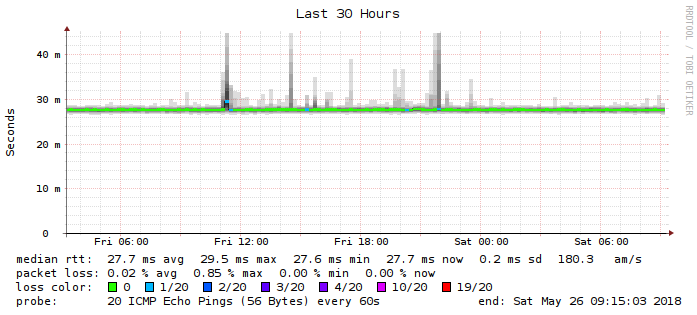 Last 30 Hours
RRDTOOL / TOBI OETIKER
Seconds
40 m
30 m
20 m
10 m
0
Fri 06:00 Fri 12:00 Fri 18:00 Sat 00:00 Sat 06:00
median rtt: 27.7 ms avg 29.5 ms max 27.6 ms min 27.7 ms now 0.2 ms sd 180.3 am/s
packet loss: 0.02 % avg 0.85 % max 0.00 % min 0.00 % now
loss color: 0 1/20 2/20 3/20 4/20 10/20 19/20
probe: 20 ICMP Echo Pings (56 Bytes) every 60s end: Sat May 26 09:15:03 2018